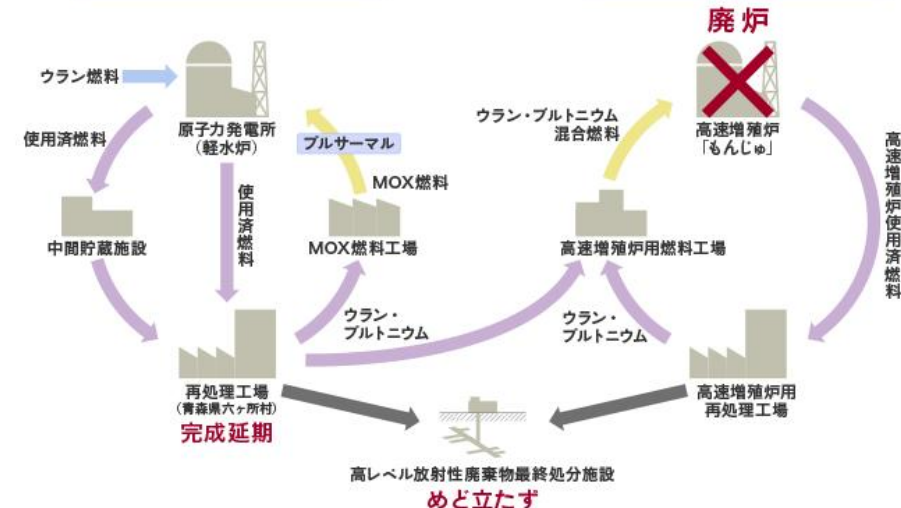 廃炉
ウラン燃料
原子力発電所
(軽水炉)
使用済燃料
プルサーマル
MOX燃料
使用済燃料
中間貯蔵施設
MOX燃料工場
ウラン・プルトニウム
混合燃料
高速増殖炉
「もんじゅ」
高速増殖炉使用済燃料
高速増殖炉用燃料工場
ウラン・
プルトニウム
ウラン・
プルトニウム
再処理工場
(青森県六ヶ所村)
完成延期
高速増殖炉用
再処理工場
高レベル放射性廃棄物最終処分施設
めど立たず